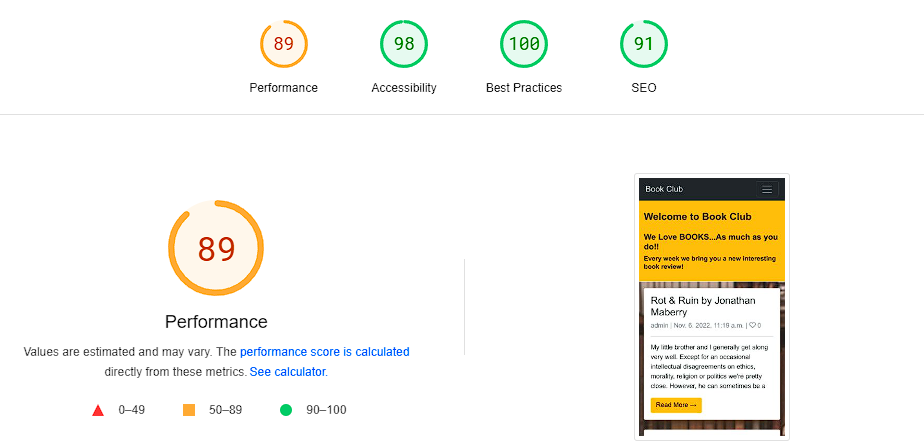 89
98
100
91
Performance
Accessibility
Best Practices
SEO
89
Performance
Values are estimated and may vary. The performance score is calculated
directly from these metrics. See calculator.
0–49
50–89
90–100
Book Club
Welcome to Book Club
We Love BOOKS...As much as you
do!!
Every week we bring you a new interesting
book review!
Rot & Ruin by Jonathan
Maberry
admin | Nov. 6, 2022, 11:19 a.m. | 0
My little brother and I generally get along
very well. Except for an occasional
intellectual disagreements on ethics,
morality, religion or politics we're pretty
close. However, he can sometimes be a
Read More →